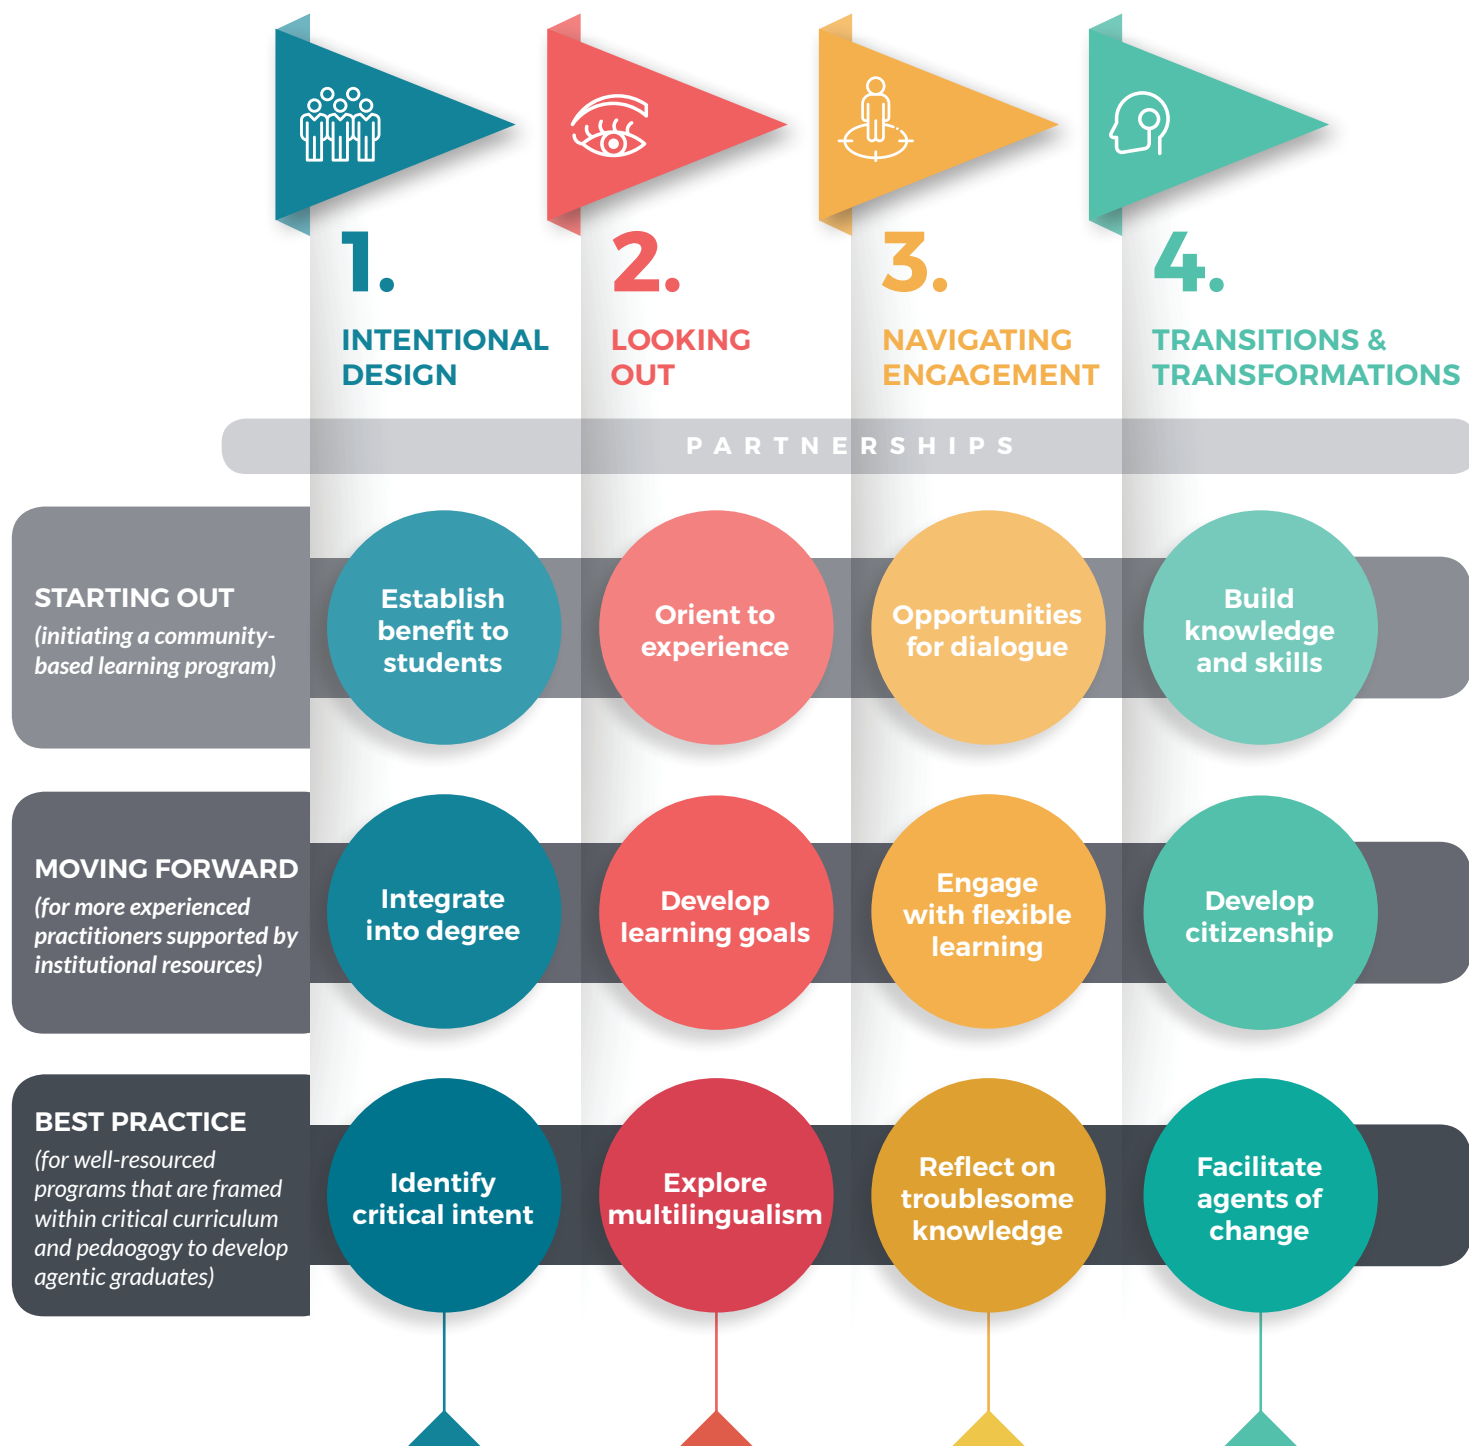 1.
INTENTIONAL
DESIGN
2.
LOOKING
OUT
3.
NAVIGATING
ENGAGEMENT
4.
TRANSITIONS &
TRANSFORMATIONS
PARTNERSHIPS
STARTING OUT
(initiating a community-
based learning program)
Establish
benefit to
students
Orient to
experience
Opportunities
for dialogue
Build
knowledge
and skills
MOVING FORWARD
(for more experienced
practitioners supported by
institutional resources)
Integrate
into degree
Develop
learning goals
Engage
with flexible
learning
Develop
citizenship
BEST PRACTICE
(for well-resourced
programs that are framed
within critical curriculum
and pedaogogy to develop
agentic graduates)
Identify
critical intent
Explore
multilingualism
Reflect on
troublesome
knowledge
Facilitate
agents of
change